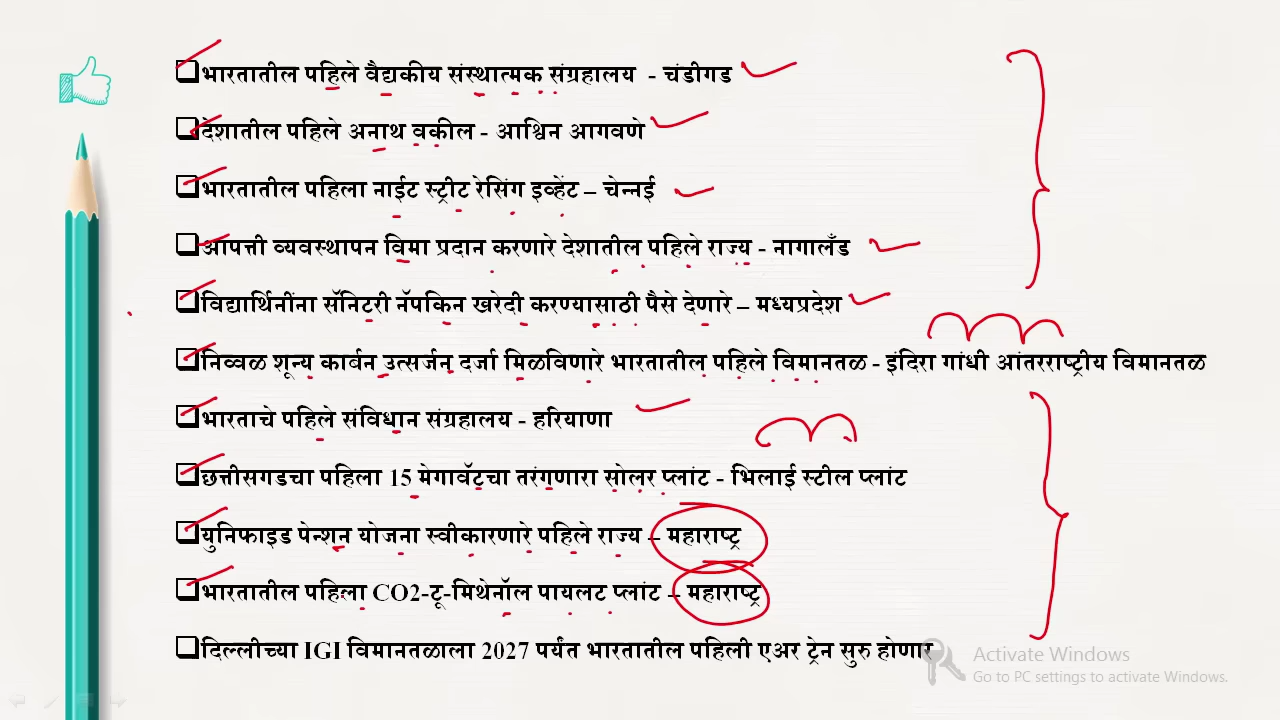 भारतातील पहिले वैद्यकीय संस्थात्मक संग्रहालय - चंडीगड
देशातील पहिले अनाथ वकील - आश्विन आगवणे
भारतातील पहिला नाईट स्ट्रीट रेसिंग इव्हेंट – चेन्नई
आपत्ती व्यवस्थापन विमा प्रदान करणारे देशातील पहिले राज्य - नागालँड
विद्यार्थिनींना सॅनिटरी नॅपकिन खरेदी करण्यासाठी पैसे देणारे – मध्यप्रदेश
निव्वळ शून्य कार्बन उत्सर्जन दर्जा मिळविणारे भारतातील पहिले विमानतळ - इंदिरा गांधी आंतरराष्ट्रीय विमानतळ
भारताचे पहिले संविधान संग्रहालय - हरियाणा
छत्तीसगडचा पहिला 15 मेगावॅटचा तरंगणारा सोलर प्लांट - भिलाई स्टील प्लांट
युनिफाइड पेन्शन योजना स्वीकारणारे पहिले राज्य – महाराष्ट्र
भारतातील पहिला CO2-टू-मिथेनॉल पायलट प्लांट – महाराष्ट्र
दिल्लीच्या IGI विमानतळाला 2027 पर्यंत भारतातील पहिली एअर ट्रेन सुरु होणार
Activate Windows
Go to PC settings to activate Windows.